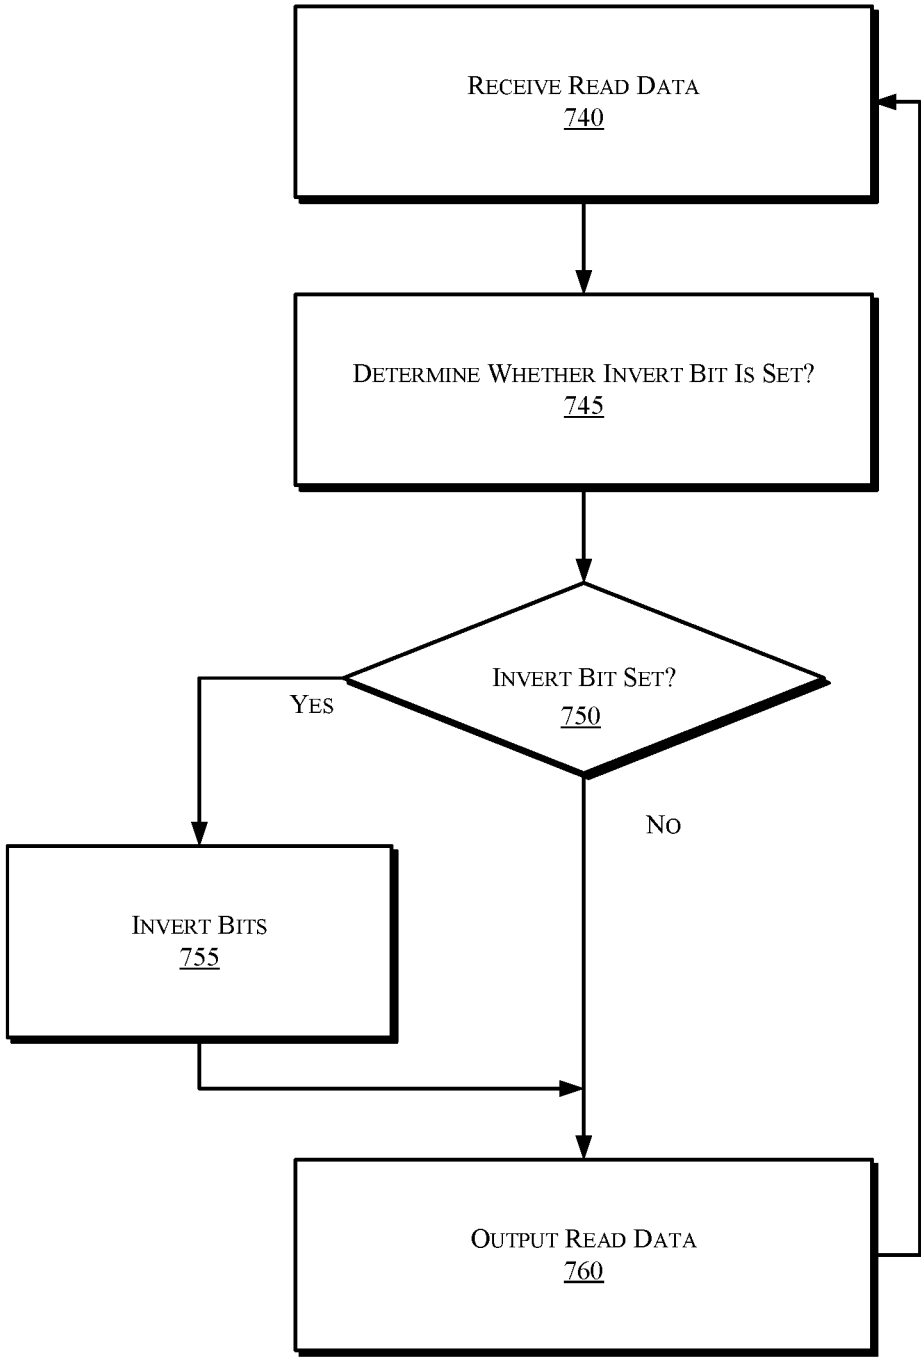 Receive Read Data
740
Determine Whether Invert Bit Is Set?
745
Invert Bit Set?
750
Yes
No
Invert Bits
755
Output Read Data
760